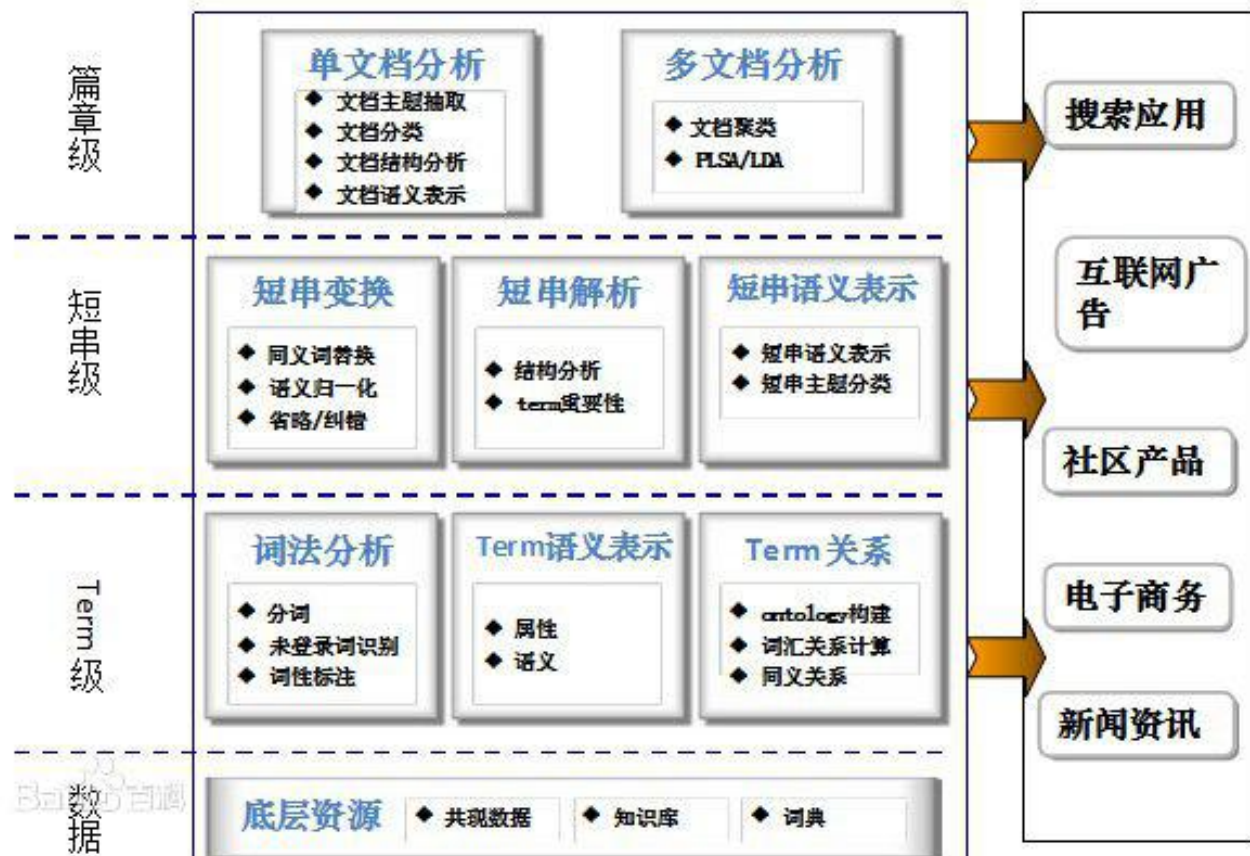 篇章级
单文档分析
文档主题抽取
文档分类
文档结构分析
文档语义表示
多文档分析
文档聚类
PLSA/LDA
短串级
短串变换
同义词替换
语义归一化
省略/纠错
短串解析
结构分析
term重要性
短串语义表示
短串语义表示
短串主题分类
Term级
词法分析
分词
未登录词识别
词性标注
Term语义表示
属性
语义
Term关系
ontology构建
词汇关系计算
同义关系
数据
底层资源
共现数据
知识库
词典
搜索应用
互联网广
告
社区产品
电子商务
新闻资讯
Baidu百科